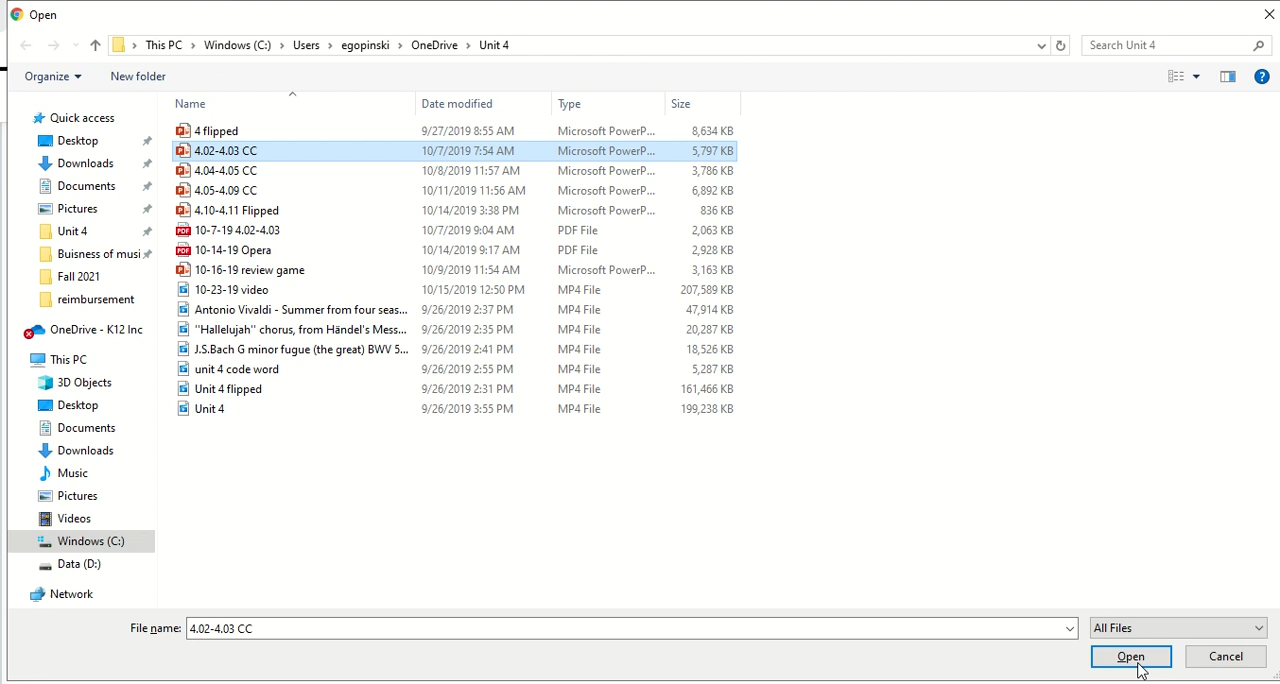 Open
This PC > Windows (C:) > Users > egopinski > OneDrive > Unit 4
Search Unit 4
Organize
New folder
Quick access
Desktop
Downloads
Documents
Pictures
Unit 4
Buisness of musi
Fall 2021
reimbursement
OneDrive - K12 Inc
This PC
3D Objects
Desktop
Documents
Downloads
Music
Pictures
Videos
Windows (C:)
Data (D:)
Network
Name Date modified Type Size
4 flipped 9/27/2019 8:55 AM Microsoft PowerP... 8,634 KB
4.02-4.03 CC 10/7/2019 7:54 AM Microsoft PowerP... 5,797 KB
4.04-4.05 CC 10/8/2019 11:57 AM Microsoft PowerP... 3,786 KB
4.05-4.09 CC 10/11/2019 11:56 AM Microsoft PowerP... 6,892 KB
4.10-4.11 Flipped 10/14/2019 3:38 PM Microsoft PowerP... 836 KB
PDF 10-7-19 4.02-4.03 10/7/2019 9:04 AM PDF File 2,063 KB
PDF 10-14-19 Opera 10/14/2019 9:17 AM PDF File 2,928 KB
10-16-19 review game 10/9/2019 11:54 AM Microsoft PowerP... 3,163 KB
10-23-19 video 10/15/2019 12:50 PM MP4 File 207,589 KB
Antonio Vivaldi - Summer from four seas... 9/26/2019 2:37 PM MP4 File 47,914 KB
"Hallelujah" chorus, from Händel's Mess... 9/26/2019 2:35 PM MP4 File 20,287 KB
J.S.Bach G minor fugue (the great) BWV 5... 9/26/2019 2:41 PM MP4 File 18,526 KB
unit 4 code word 9/26/2019 2:55 PM MP4 File 5,287 KB
Unit 4 flipped 9/26/2019 2:31 PM MP4 File 161,466 KB
Unit 4 9/26/2019 3:55 PM MP4 File 199,238 KB
File name: 4.02-4.03 CC
All Files
Open
Cancel